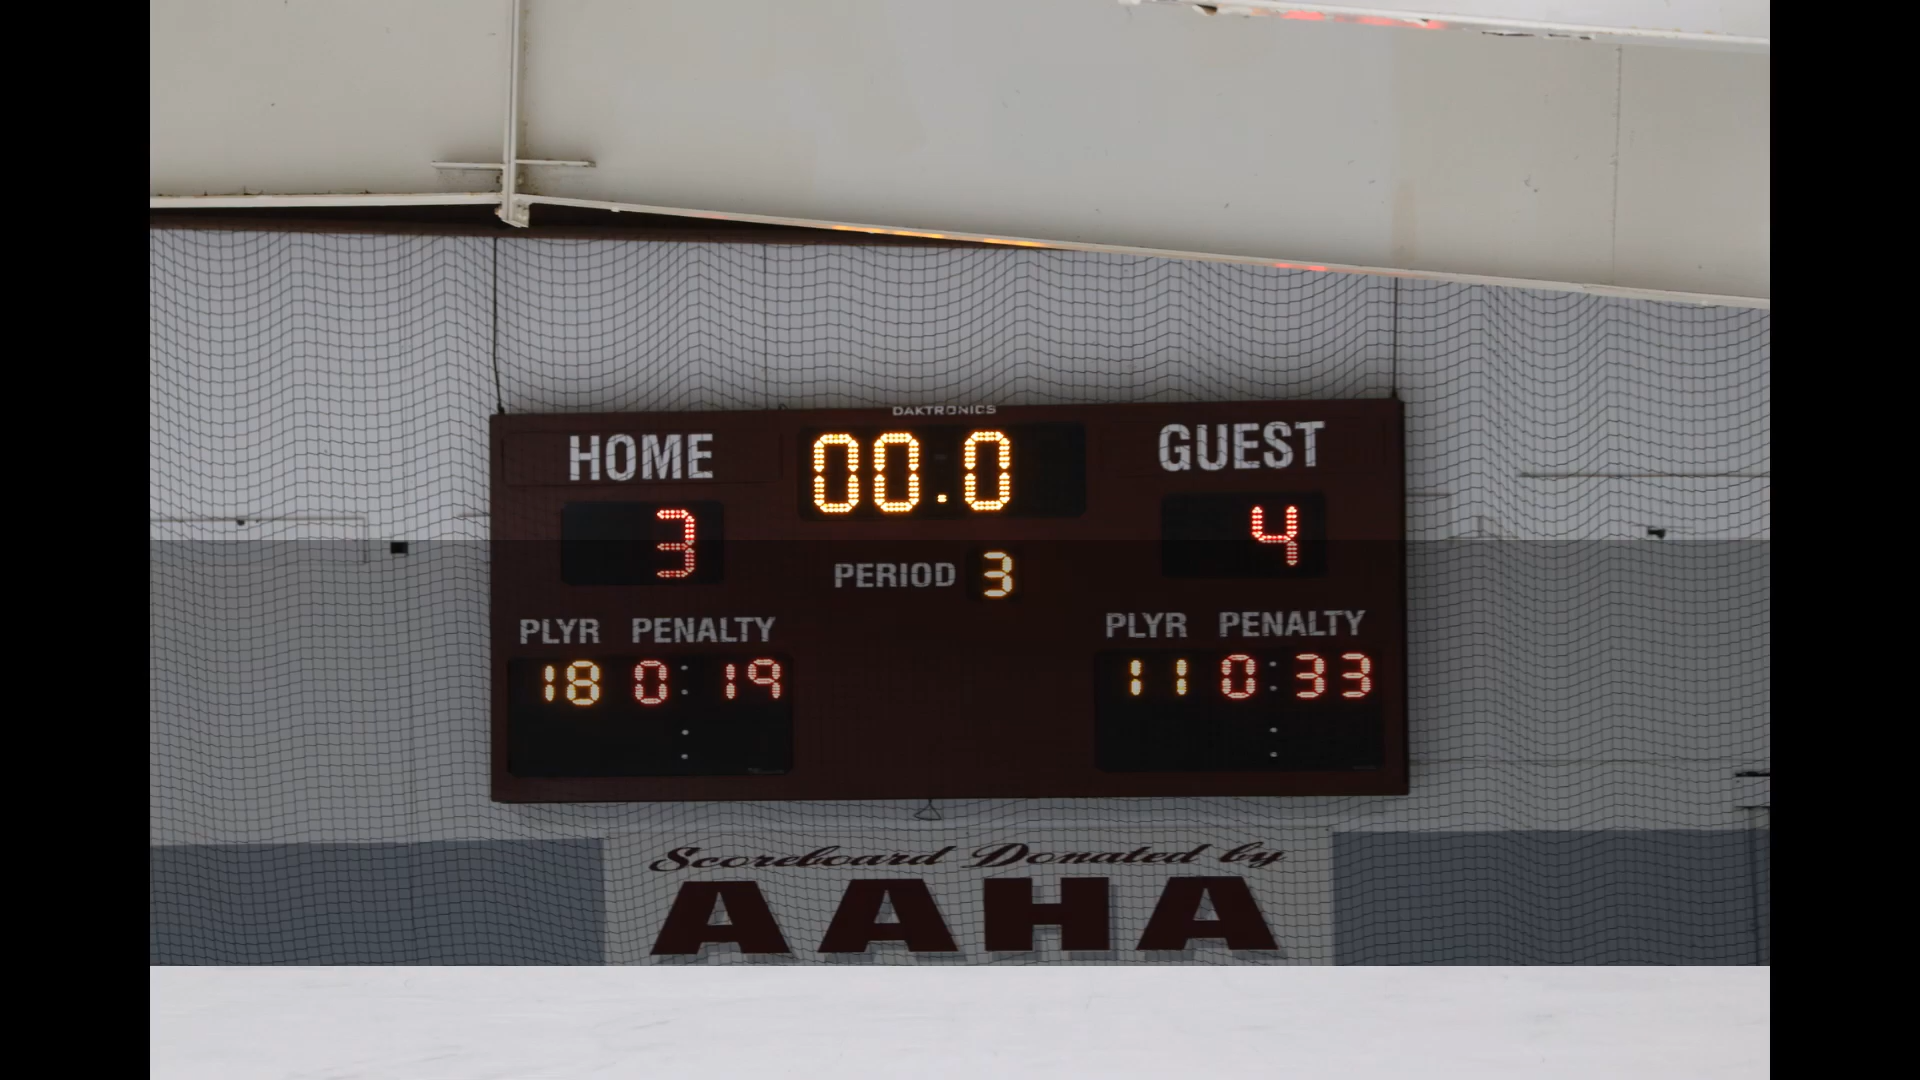 DAKTRONICS
HOME 00.0 GUEST
3 4
PERIOD 3
PLYR PENALTY PLYR PENALTY
18 0:19 11 0:33
: :
Scoreboard Donated by
AAHA